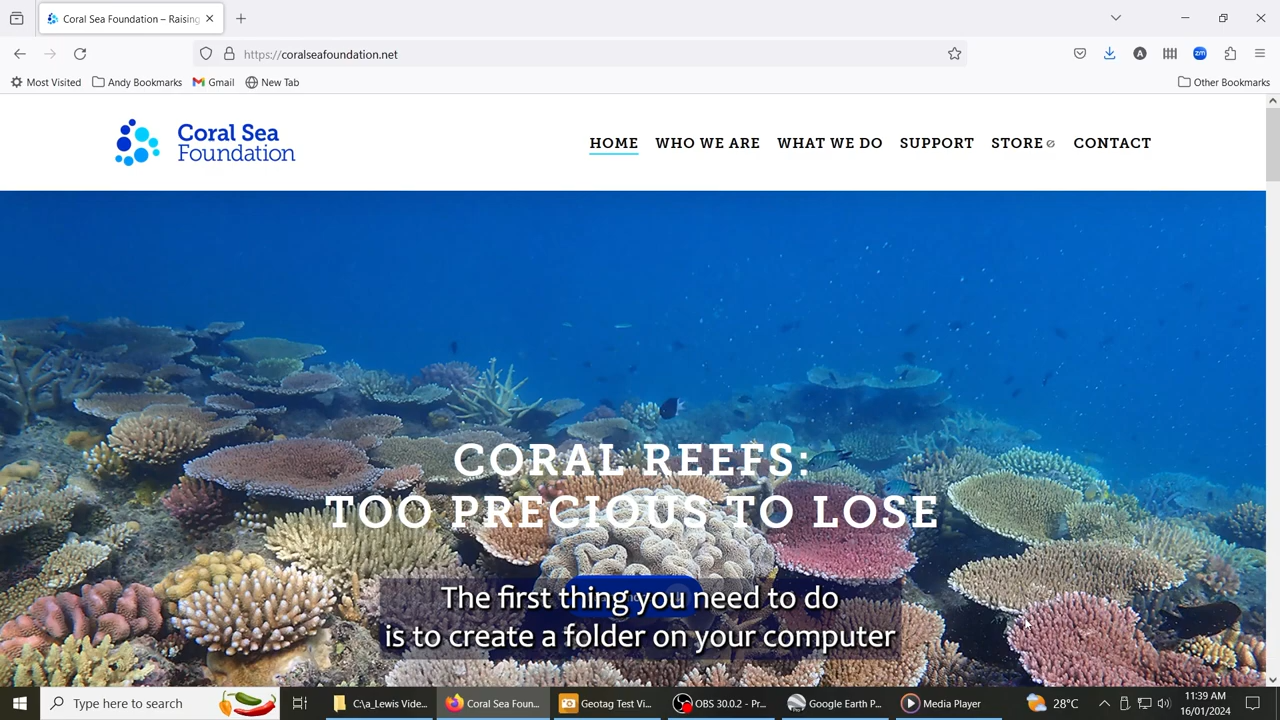 Coral Sea Foundation – Raising
https://coralseafoundation.net
Most Visited
Andy Bookmarks
Gmail
New Tab
Other Bookmarks
Coral Sea
Foundation
HOME
WHO WE ARE
WHAT WE DO
SUPPORT
STORE
CONTACT
CORAL REEFS:
TOO PRECIOUS TO LOSE
The first thing you need to do
is to create a folder on your computer
Type here to search
C:\a_Lewis Vide...
Coral Sea Foun...
Geotag Test Vi...
OBS 30.0.2 - Pr...
Google Earth P...
Media Player
28°C
11:39 AM
16/01/2024